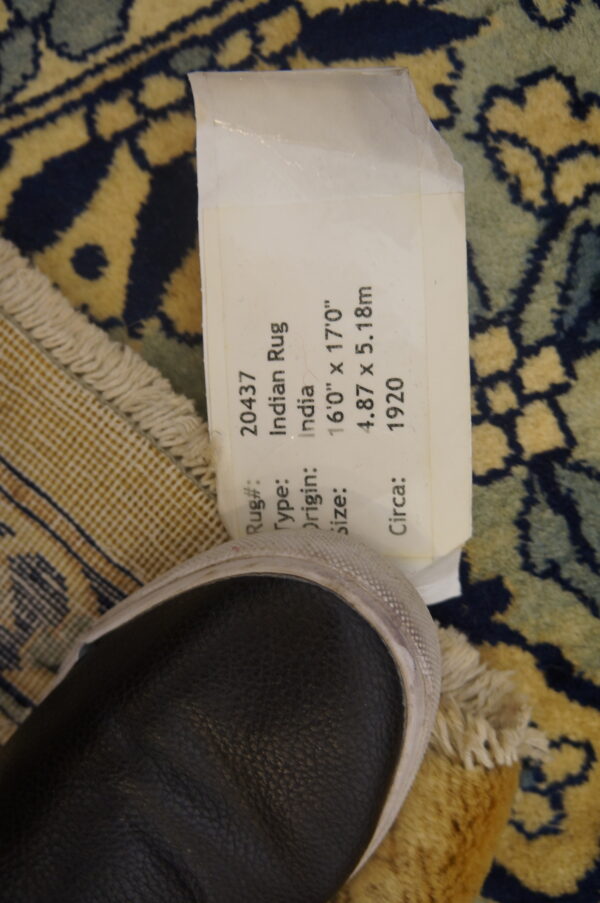 Rug#: 20437
Type: Indian Rug
Origin: India
Size: 16'0" x 17'0"
4.87 x 5.18m
Circa: 1920